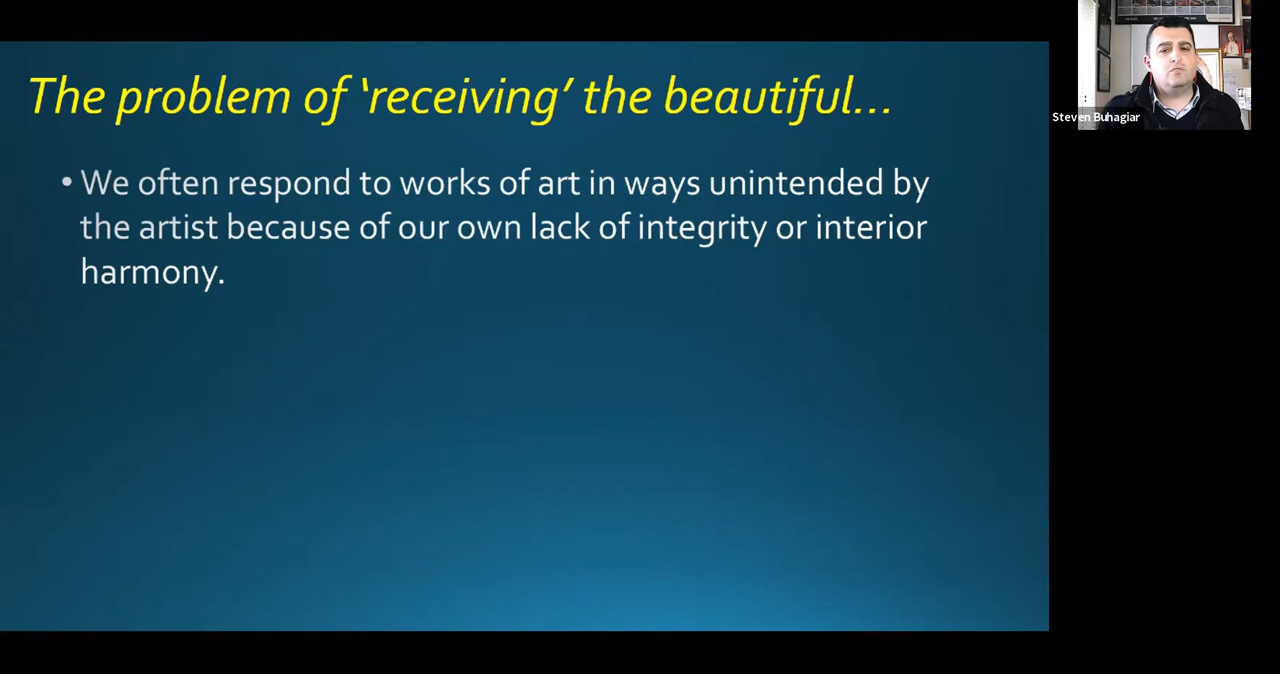 The problem of ‘receiving’ the beautiful...
• We often respond to works of art in ways unintended by
the artist because of our own lack of integrity or interior
harmony.
Steven Buhagiar